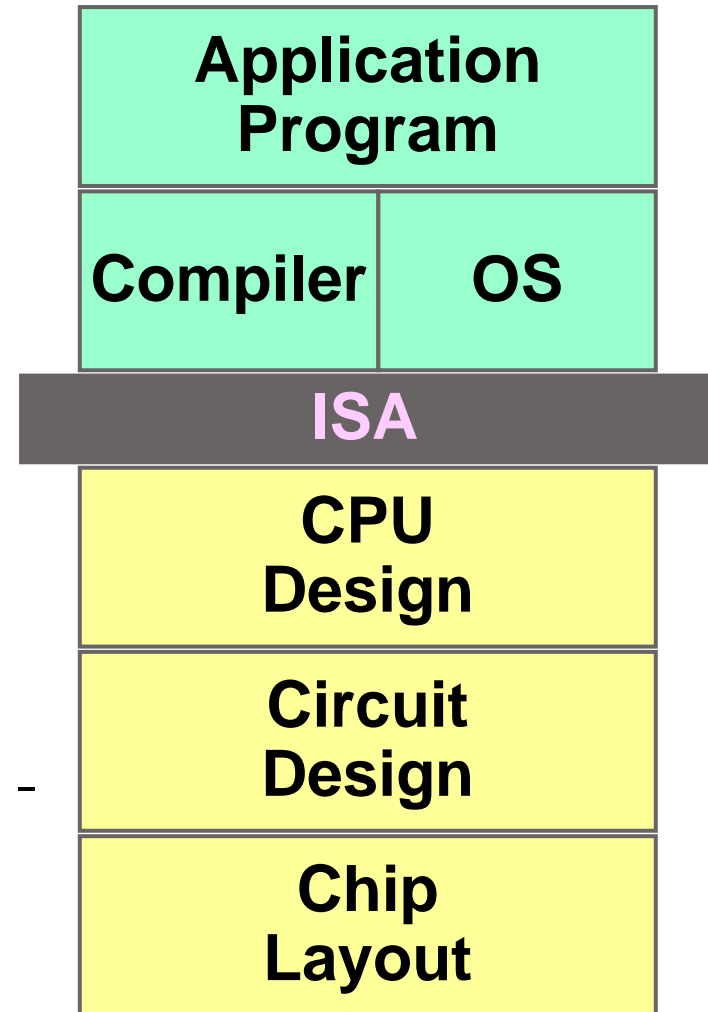 Application
Program
Compiler OS
ISA
CPU
Design
Circuit
Design
Chip
Layout